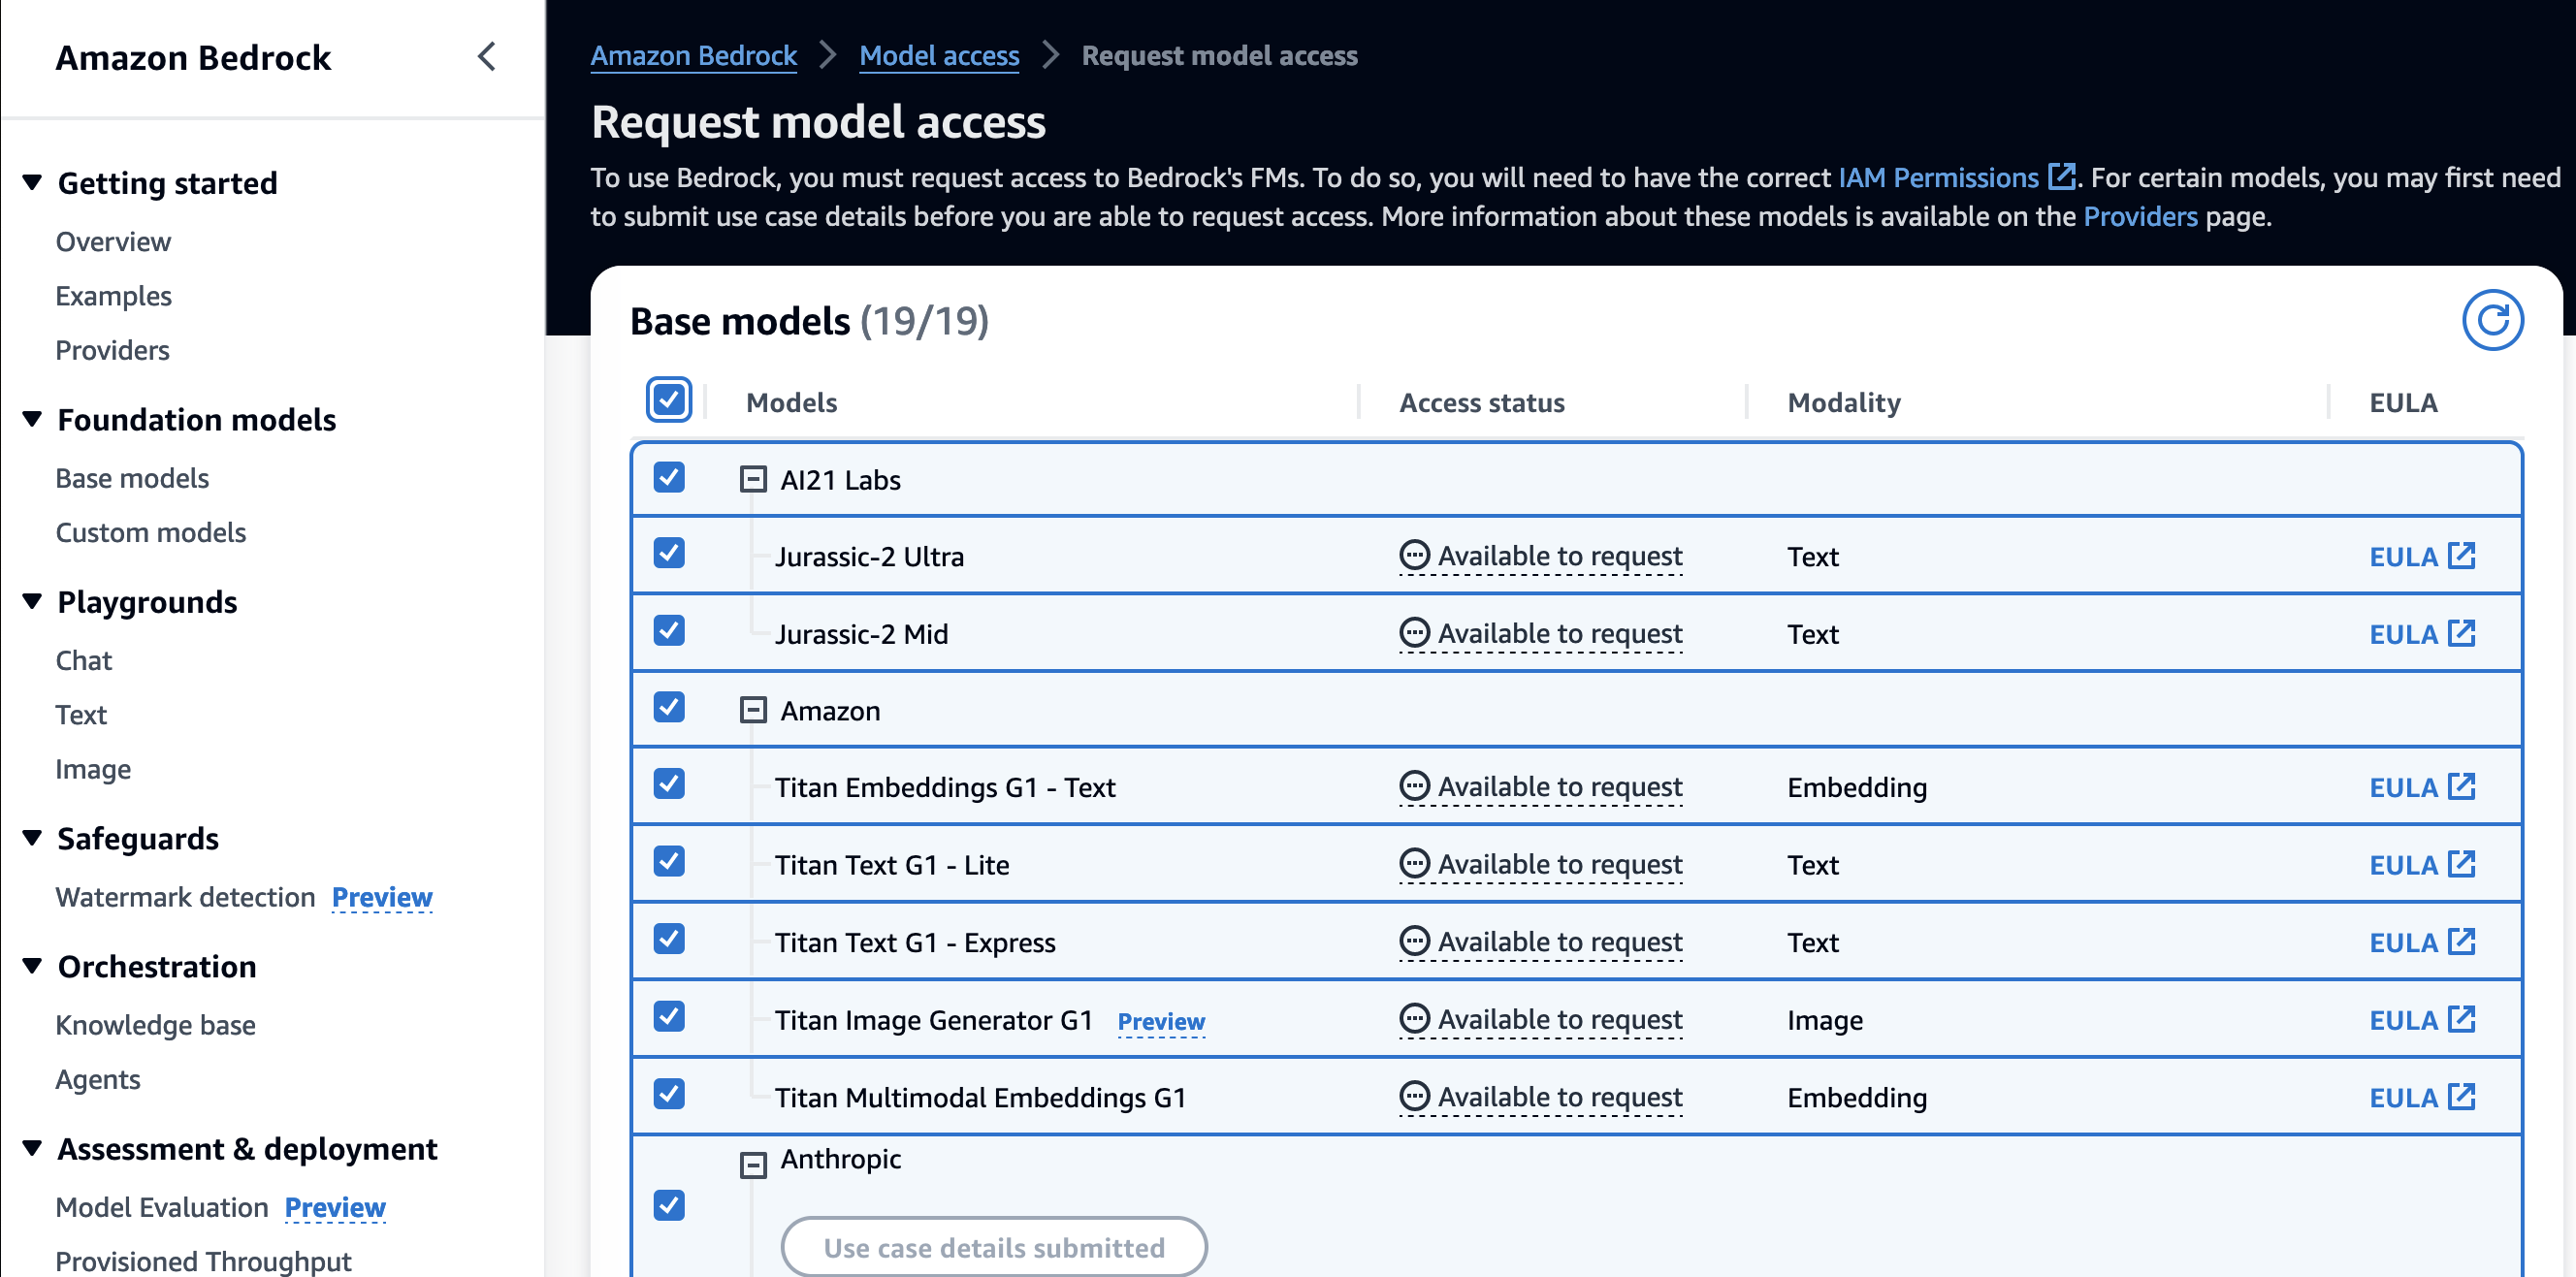 Amazon Bedrock
Getting started
Overview
Examples
Providers
Foundation models
Base models
Custom models
Playgrounds
Chat
Text
Image
Safeguards
Watermark detection Preview
Orchestration
Knowledge base
Agents
Assessment & deployment
Model Evaluation Preview
Provisioned Throughput
Amazon Bedrock > Model access > Request model access
Request model access
To use Bedrock, you must request access to Bedrock's FMs. To do so, you will need to have the correct IAM Permissions. For certain models, you may first need
to submit use case details before you are able to request access. More information about these models is available on the Providers page.
Base models (19/19)
Models Access status Modality EULA
AI21 Labs
Jurassic-2 Ultra Available to request Text EULA
Jurassic-2 Mid Available to request Text EULA
Amazon
Titan Embeddings G1 - Text Available to request Embedding EULA
Titan Text G1 - Lite Available to request Text EULA
Titan Text G1 - Express Available to request Text EULA
Titan Image Generator G1 Preview Available to request Image EULA
Titan Multimodal Embeddings G1 Available to request Embedding EULA
Anthropic
Use case details submitted